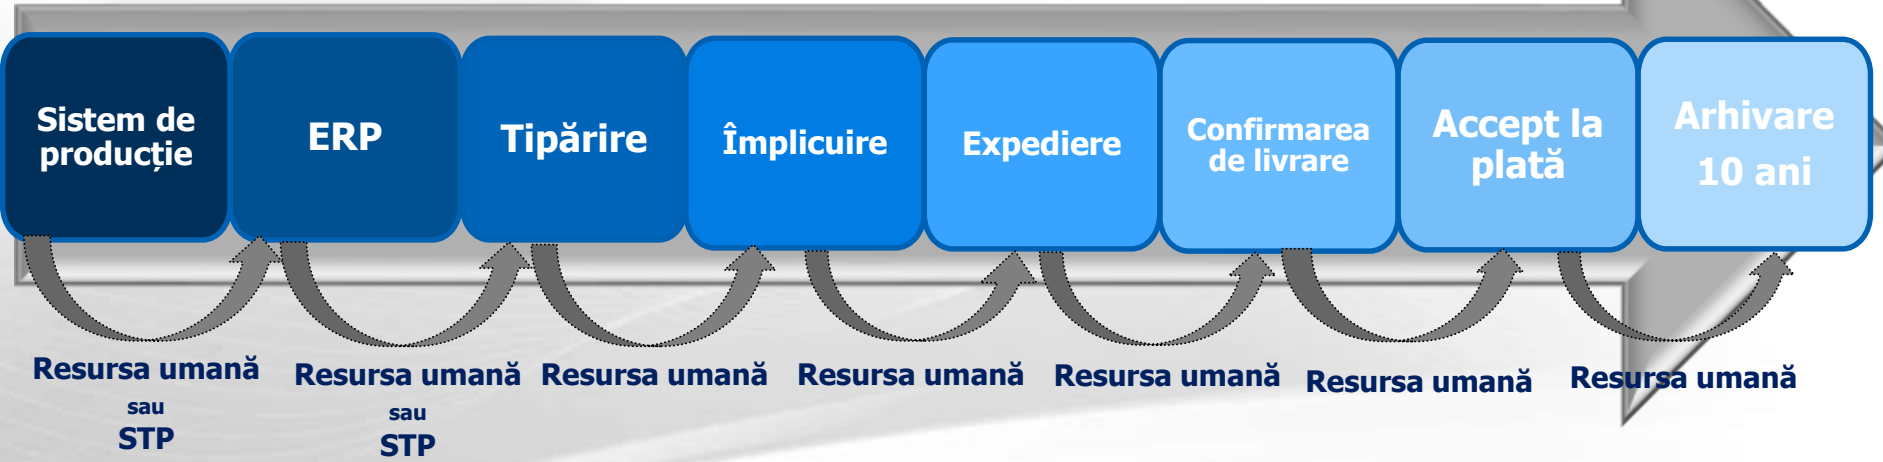 Sistem de
producție
ERP
Tipărire
Împlicuire
Expediere
Confirmarea
de livrare
Accept la
plată
Arhivare
10 ani
Resursa umană
sau
STP
Resursa umană
sau
STP
Resursa umană
Resursa umană
Resursa umană
Resursa umană
Resursa umană